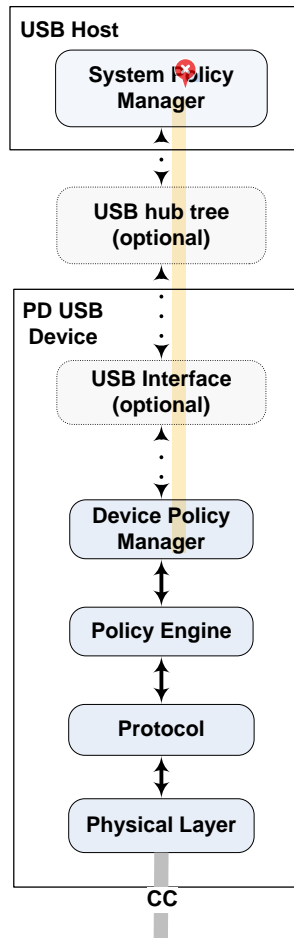 USB Host
System Policy
Manager
USB hub tree
(optional)
PD USB
Device
USB Interface
(optional)
Device Policy
Manager
Policy Engine
Protocol
Physical Layer
CC